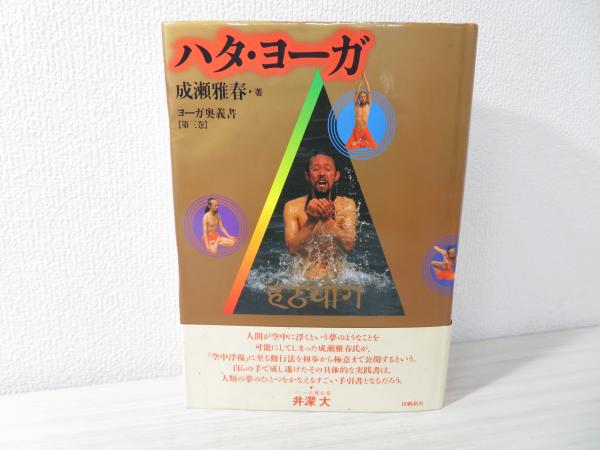 ハタ・ヨーガ
成瀬雅春・著
ヨーガ奥義書
【第三巻】
हठयोग
人間が空中に浮くという夢のようなことを
可能にしてしまった成瀬雅春氏が、
「空中浮揚」に至る修行法を初歩から極意まで公開するという。
自らの手で成し遂げたその具体的な実践書は、
人類の夢のひとつをかなえるすごい手引書となるだろう。
井深 大
出帆新社